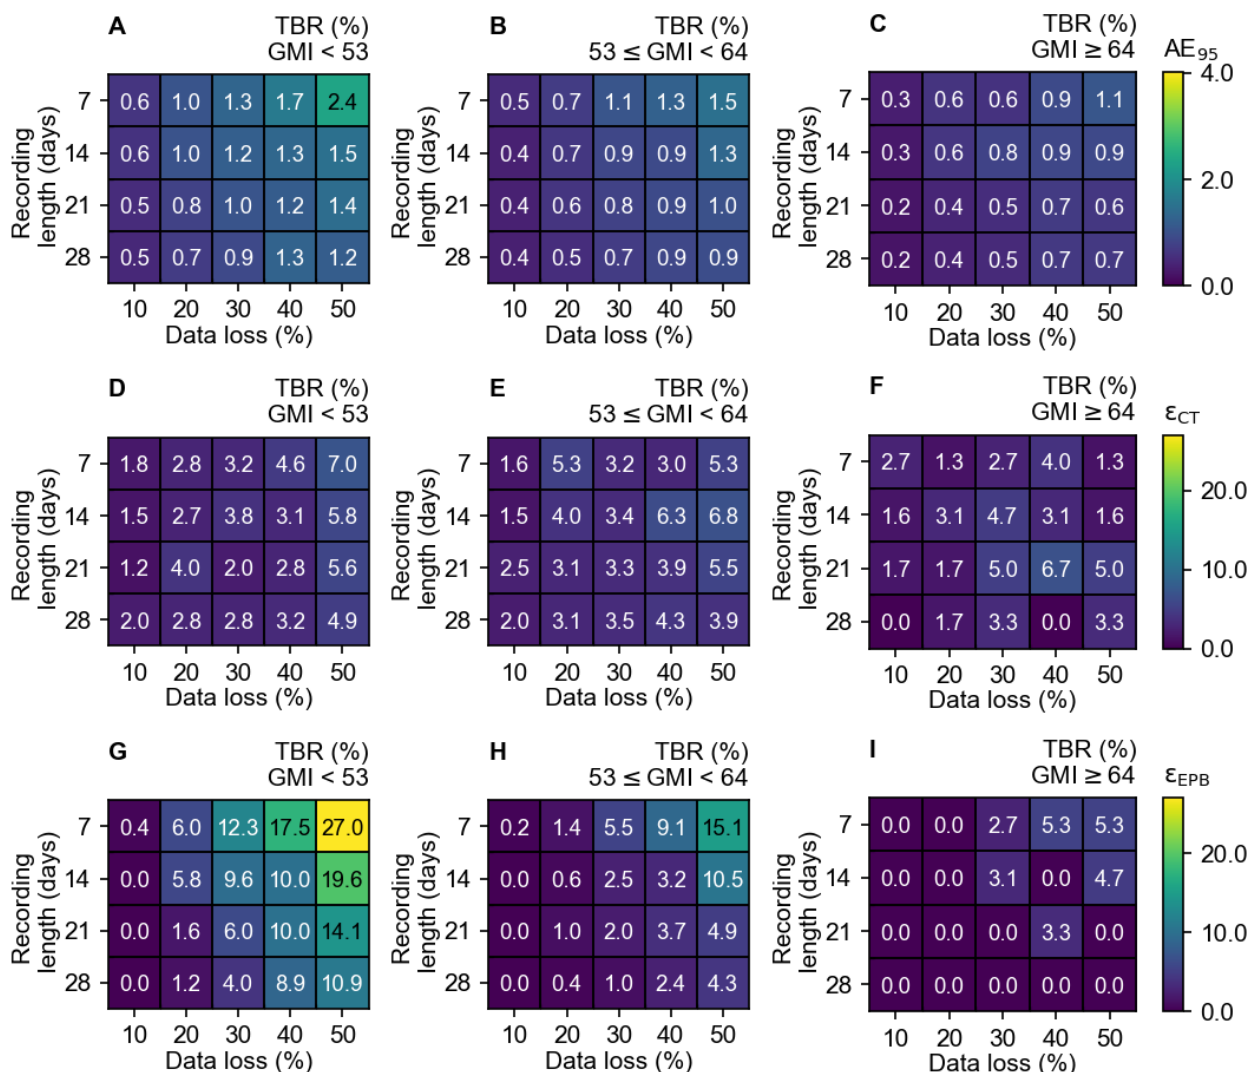 A TBR (%)
GMI < 53
Recording
length (days)
7 0.6 1.0 1.3 1.7 2.4
14 0.6 1.0 1.2 1.3 1.5
21 0.5 0.8 1.0 1.2 1.4
28 0.5 0.7 0.9 1.3 1.2
10 20 30 40 50
Data loss (%)
B TBR (%)
53 ≤ GMI < 64
Recording
length (days)
7 0.5 0.7 1.1 1.3 1.5
14 0.4 0.7 0.9 0.9 1.3
21 0.4 0.6 0.8 0.9 1.0
28 0.4 0.5 0.7 0.9 0.9
10 20 30 40 50
Data loss (%)
C TBR (%)
GMI ≥ 64
Recording
length (days)
7 0.3 0.6 0.6 0.9 1.1
14 0.3 0.6 0.8 0.9 0.9
21 0.2 0.4 0.5 0.7 0.6
28 0.2 0.4 0.5 0.7 0.7
10 20 30 40 50
Data loss (%)
AE95
4.0
2.0
0.0
D TBR (%)
GMI < 53
Recording
length (days)
7 1.8 2.8 3.2 4.6 7.0
14 1.5 2.7 3.8 3.1 5.8
21 1.2 4.0 2.0 2.8 5.6
28 2.0 2.8 2.8 3.2 4.9
10 20 30 40 50
Data loss (%)
E TBR (%)
53 ≤ GMI < 64
Recording
length (days)
7 1.6 5.3 3.2 3.0 5.3
14 1.5 4.0 3.4 6.3 6.8
21 2.5 3.1 3.3 3.9 5.5
28 2.0 3.1 3.5 4.3 3.9
10 20 30 40 50
Data loss (%)
F TBR (%)
GMI ≥ 64
Recording
length (days)
7 2.7 1.3 2.7 4.0 1.3
14 1.6 3.1 4.7 3.1 1.6
21 1.7 1.7 5.0 6.7 5.0
28 0.0 1.7 3.3 0.0 3.3
10 20 30 40 50
Data loss (%)
εCT
20.0
10.0
0.0
G TBR (%)
GMI < 53
Recording
length (days)
7 0.4 6.0 12.3 17.5 27.0
14 0.0 5.8 9.6 10.0 19.6
21 0.0 1.6 6.0 10.0 14.1
28 0.0 1.2 4.0 8.9 10.9
10 20 30 40 50
Data loss (%)
H TBR (%)
53 ≤ GMI < 64
Recording
length (days)
7 0.2 1.4 5.5 9.1 15.1
14 0.0 0.6 2.5 3.2 10.5
21 0.0 1.0 2.0 3.7 4.9
28 0.0 0.4 1.0 2.4 4.3
10 20 30 40 50
Data loss (%)
I TBR (%)
GMI ≥ 64
Recording
length (days)
7 0.0 0.0 2.7 5.3 5.3
14 0.0 0.0 3.1 0.0 4.7
21 0.0 0.0 0.0 3.3 0.0
28 0.0 0.0 0.0 0.0 0.0
10 20 30 40 50
Data loss (%)
εEPB
20.0
10.0
0.0